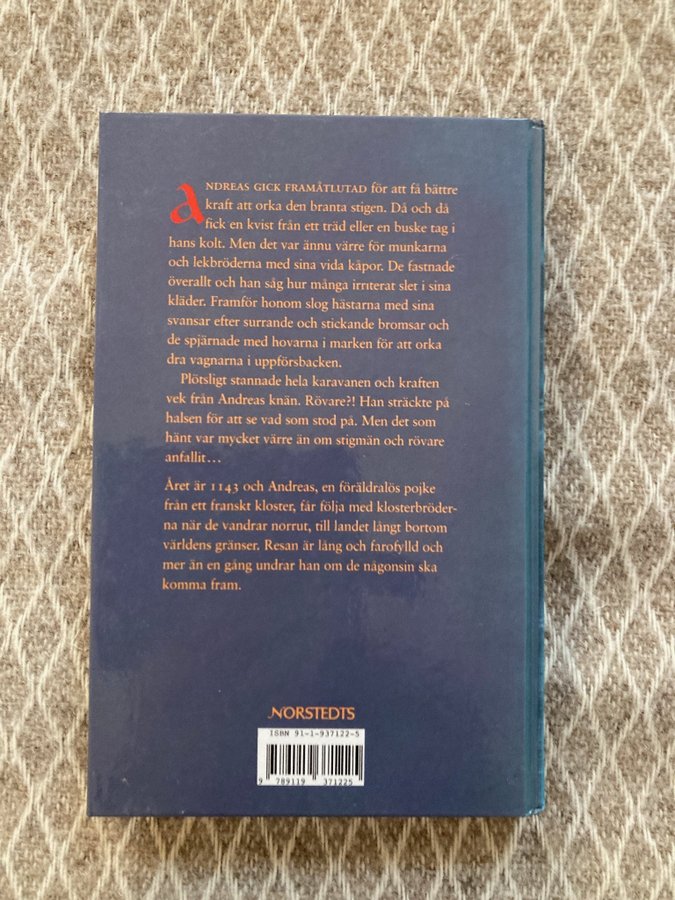 ANDREAS GICK FRAMÅTLUTAD för att få bättre
kraft att orka den branta stigen. Då och då
fick en kvist från ett träd eller en buske tag i
hans kolt. Men det var ännu värre för munkarna
och lekbröderna med sina vida kåpor. De fastnade
överallt och han såg hur många irriterat slet i sina
kläder. Framför honom slog hästarna med sina
svansar efter surrande och stickande bromsar och
de spjärnade med hovarna i marken för att orka
dra vagnarna i uppförsbacken.
Plötsligt stannade hela karavanen och kraften
vek från Andreas knän. Rövare?! Han sträckte på
halsen för att se vad som stod på. Men det som
hänt var mycket värre än om stigmän och rövare
anfallit...
Året är 1143 och Andreas, en föräldralös pojke
från ett franskt kloster, får följa med klosterbröder-
na när de vandrar norrut, till landet långt bortom
världens gränser. Resan är lång och farofylld och
mer än en gång undrar han om de någonsin ska
komma fram.
NORSTEDTS
ISBN 91-1-937122-5
9 789119 371225